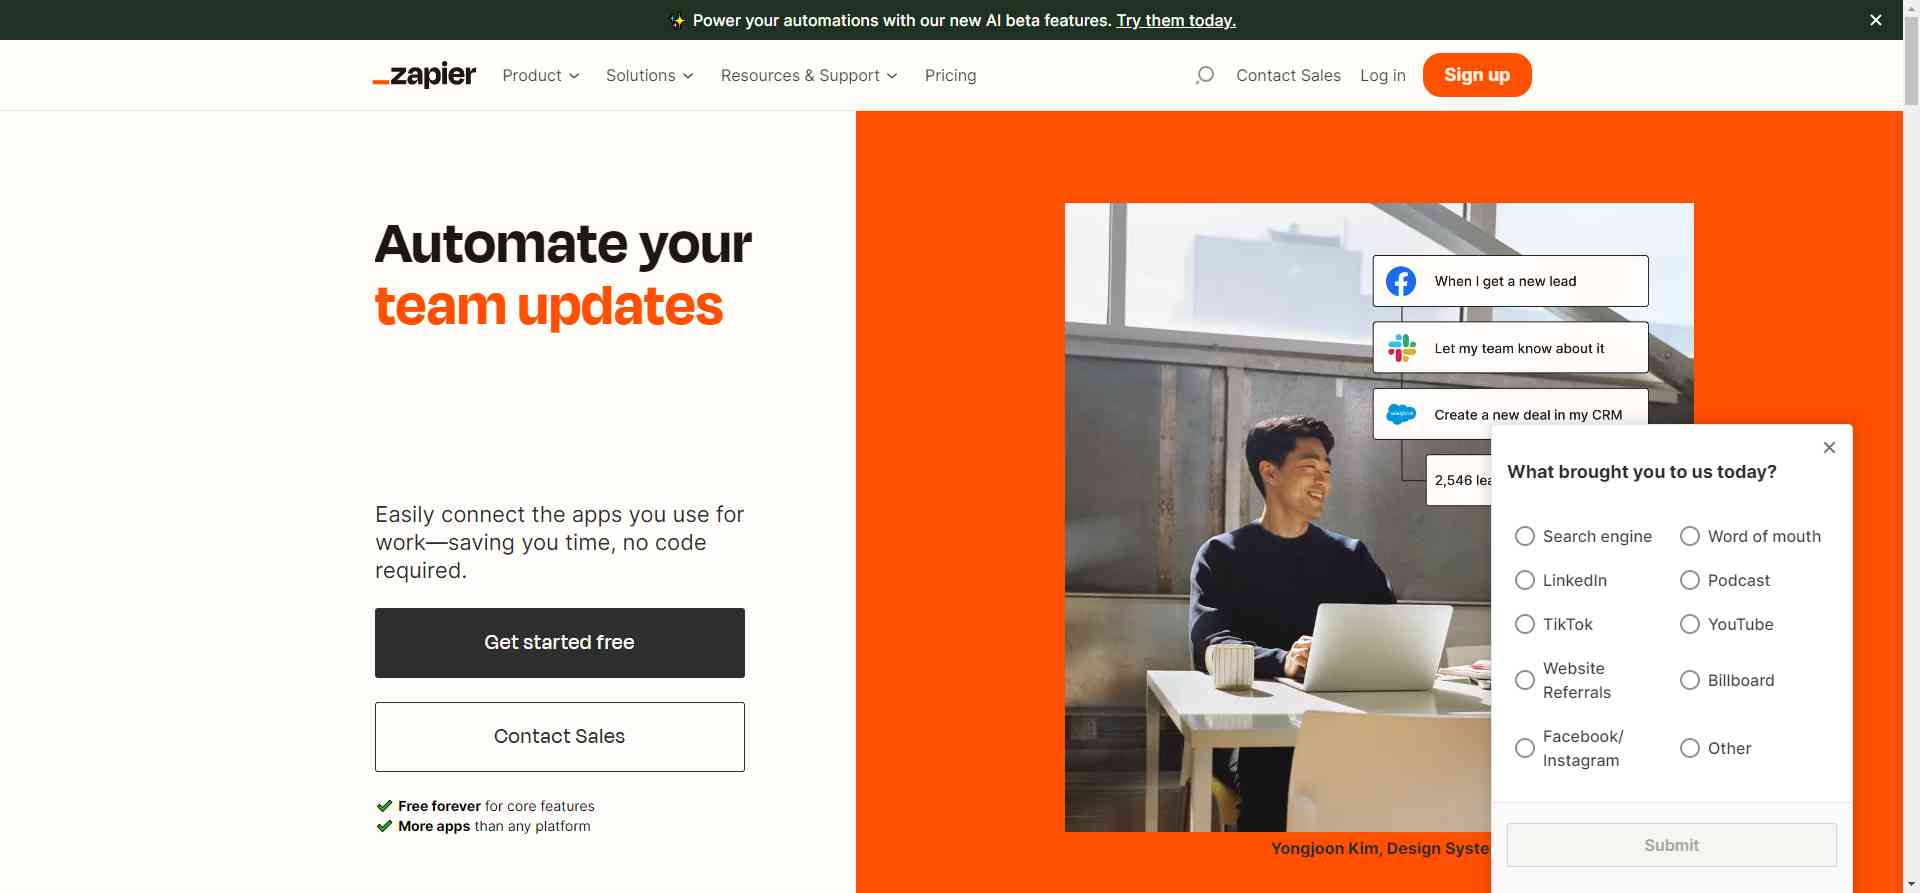 ✨ Power your automations with our new AI beta features. Try them today.
_zapier Product Solutions Resources & Support Pricing Contact Sales Log in Sign up
Automate your
team updates
Easily connect the apps you use for
work—saving you time, no code
required.
Get started free
Contact Sales
✔ Free forever for core features
✔ More apps than any platform
When I get a new lead
Let my team know about it
Create a new deal in my CRM
2,546
Yongjoon Kim, Design
What brought you to us today?
Search engine
Word of mouth
LinkedIn
Podcast
TikTok
YouTube
Website
Referrals
Billboard
Facebook/
Instagram
Other
Submit